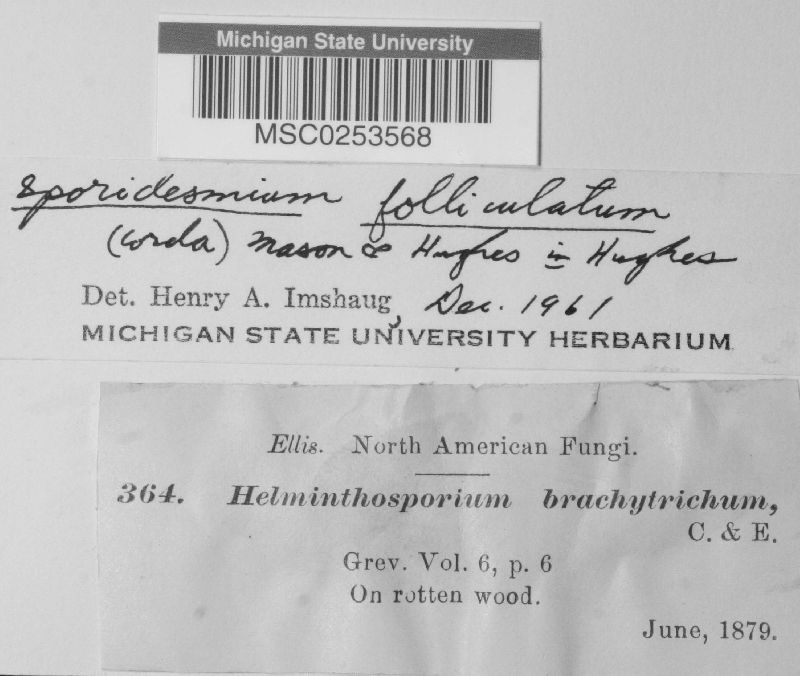 Michigan State University
MSC0253568
Sporidesmium folliculatum
(Corda) Mason & Hughes in Hughes
Det. Henry A. Imshaug, Dec. 1961
MICHIGAN STATE UNIVERSITY HERBARIUM
Ellis. North American Fungi.
364. Helminthosporium brachytrichum,
C. & E.
Grev. Vol. 6, p. 6
On rotten wood.
June, 1879.